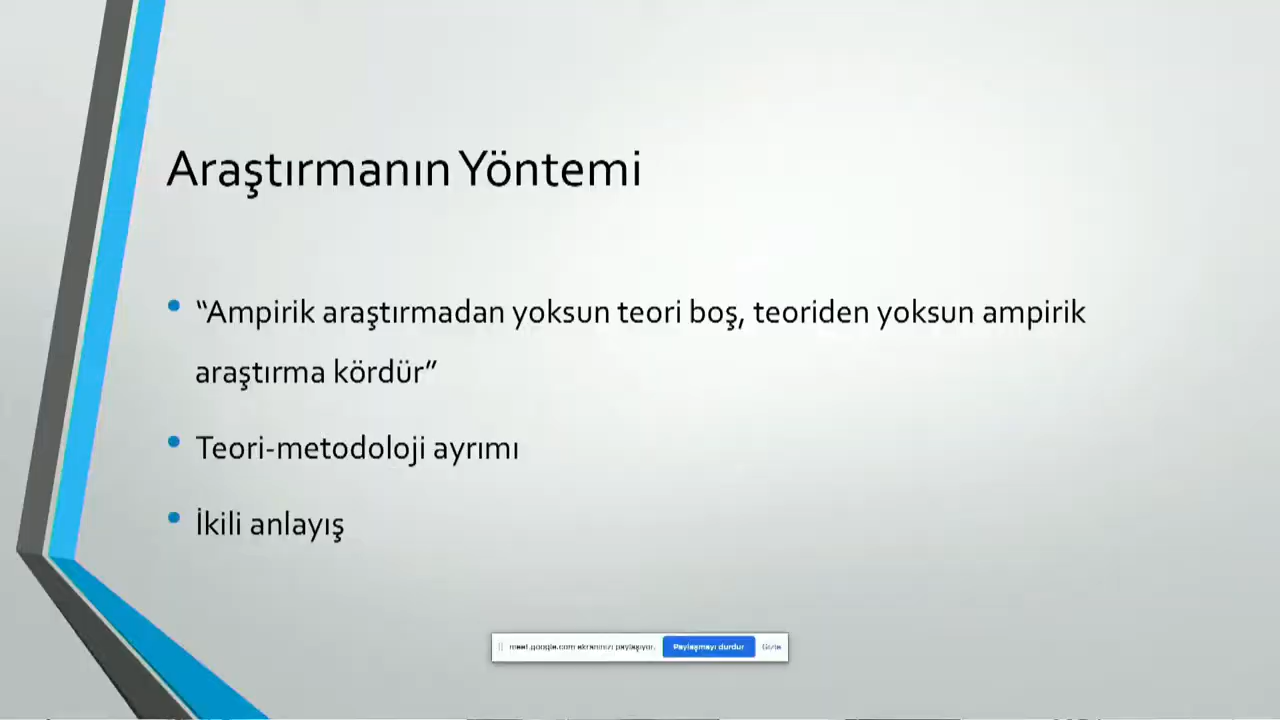 Araştırmanın Yöntemi
“Ampirik araştırmadan yoksun teori boş, teoriden yoksun ampirik
araştırma kördür”
Teori-metodoloji ayrımı
İkili anlayış
meet.google.com ekranınızı paylaşıyor. Paylaşmayı durdur Gizle